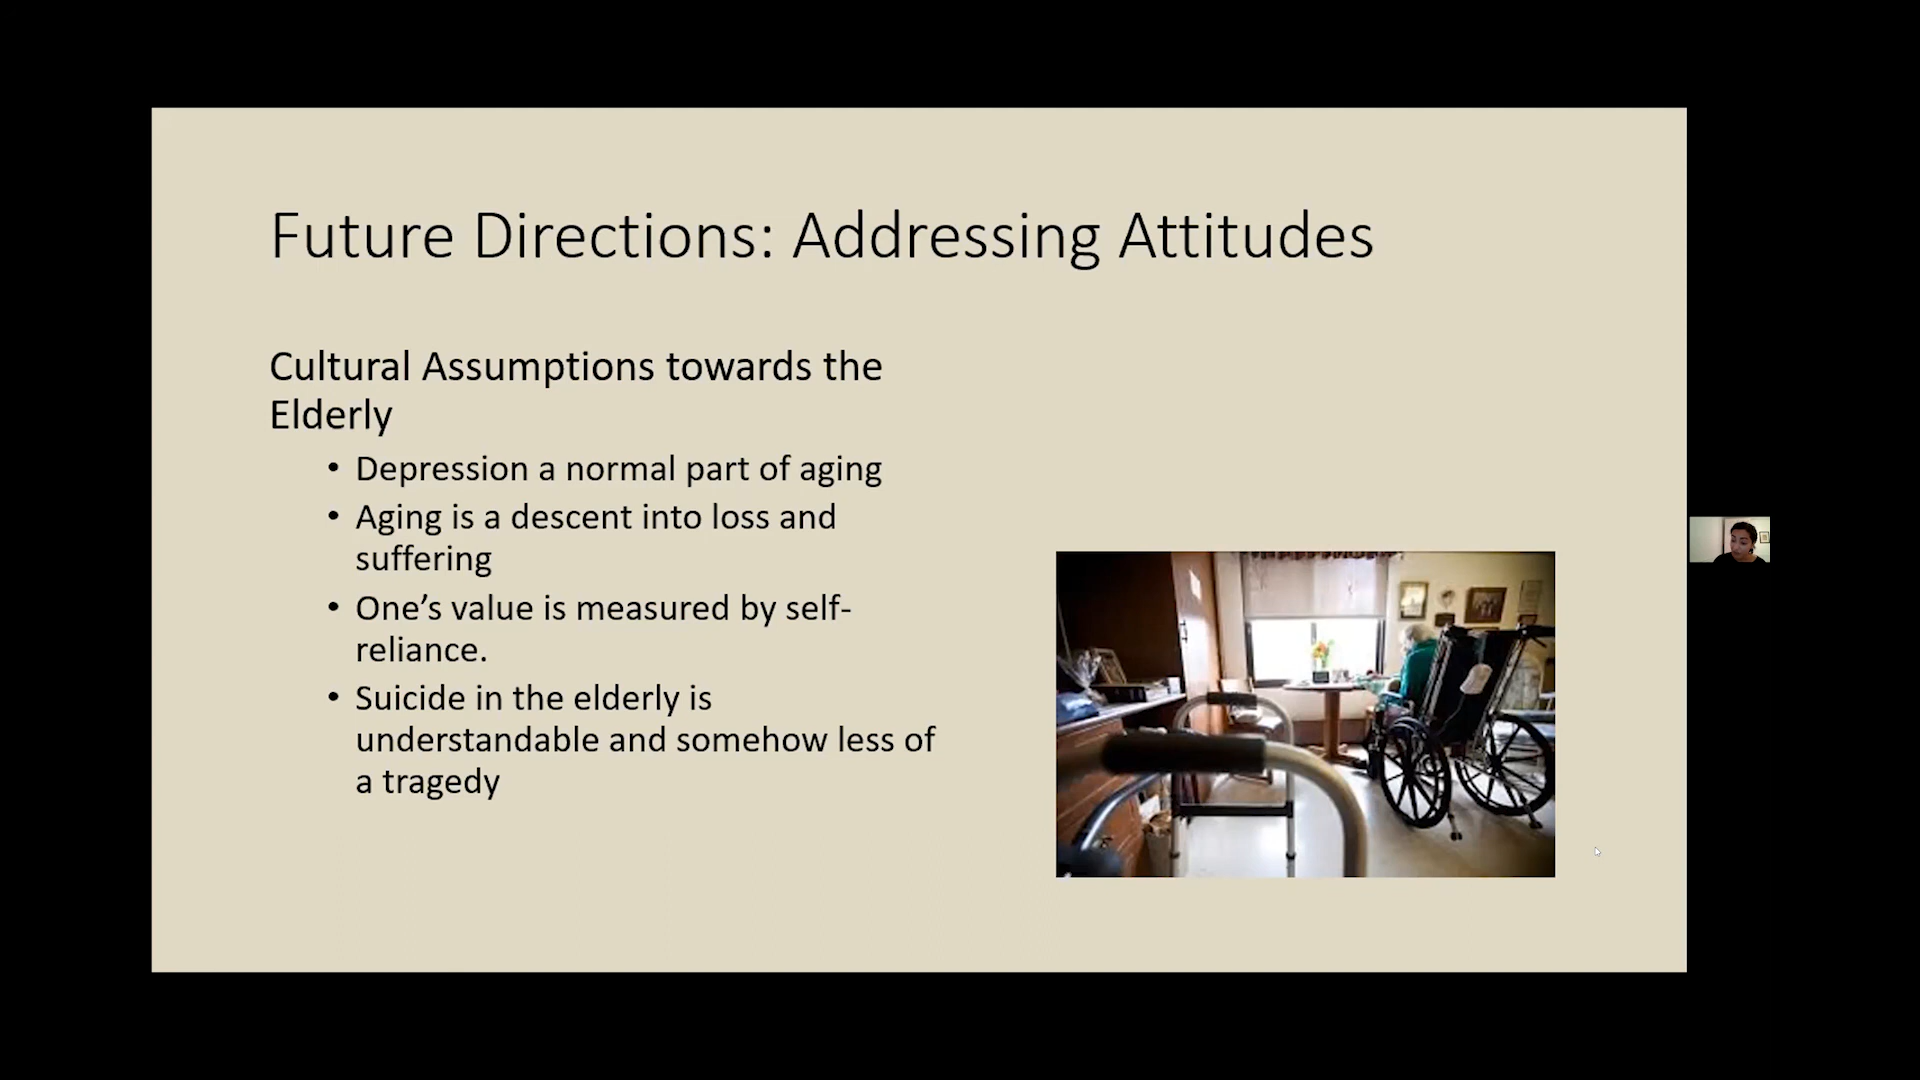 Future Directions: Addressing Attitudes
Cultural Assumptions towards the
Elderly
• Depression a normal part of aging
• Aging is a descent into loss and
suffering
• One’s value is measured by self-
reliance.
• Suicide in the elderly is
understandable and somehow less of
a tragedy